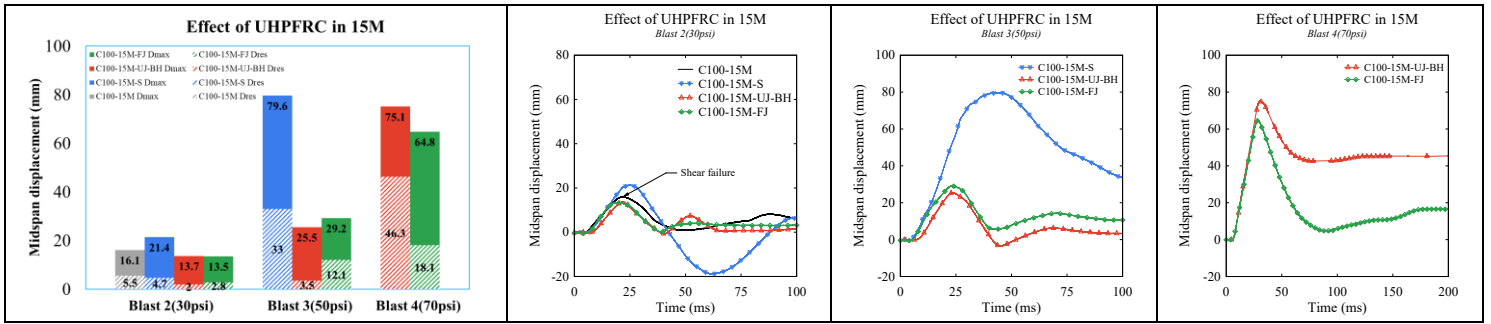 Effect of UHPFRC in 15M
Midspan displacement (mm)
100
80
60
40
20
0
C100-15M-FJ Dmax
C100-15M-FJ Dres
C100-15M-UJ-BH Dmax
C100-15M-UJ-BH Dres
C100-15M-S Dmax
C100-15M-S Dres
C100-15M Dmax
C100-15M Dres
16.1
5.5
21.4
4.7
13.7
2
13.5
2.8
79.6
33
25.5
3.5
29.2
12.1
75.1
46.3
64.8
18.1
Blast 2(30psi)
Blast 3(50psi)
Blast 4(70psi)
Effect of UHPFRC in 15M
Blast 2(30psi)
Midspan displacement (mm)
80
60
40
20
0
-20
C100-15M
C100-15M-S
C100-15M-UJ-BH
C100-15M-FJ
Shear failure
0
25
50
75
100
Time (ms)
Effect of UHPFRC in 15M
Blast 3(50psi)
Midspan displacement (mm)
100
80
60
40
20
0
-20
C100-15M-S
C100-15M-UJ-BH
C100-15M-FJ
0
25
50
75
100
Time (ms)
Effect of UHPFRC in 15M
Blast 4(70psi)
Midspan displacement (mm)
100
80
60
40
20
0
-20
C100-15M-UJ-BH
C100-15M-FJ
0
50
100
150
200
Time (ms)